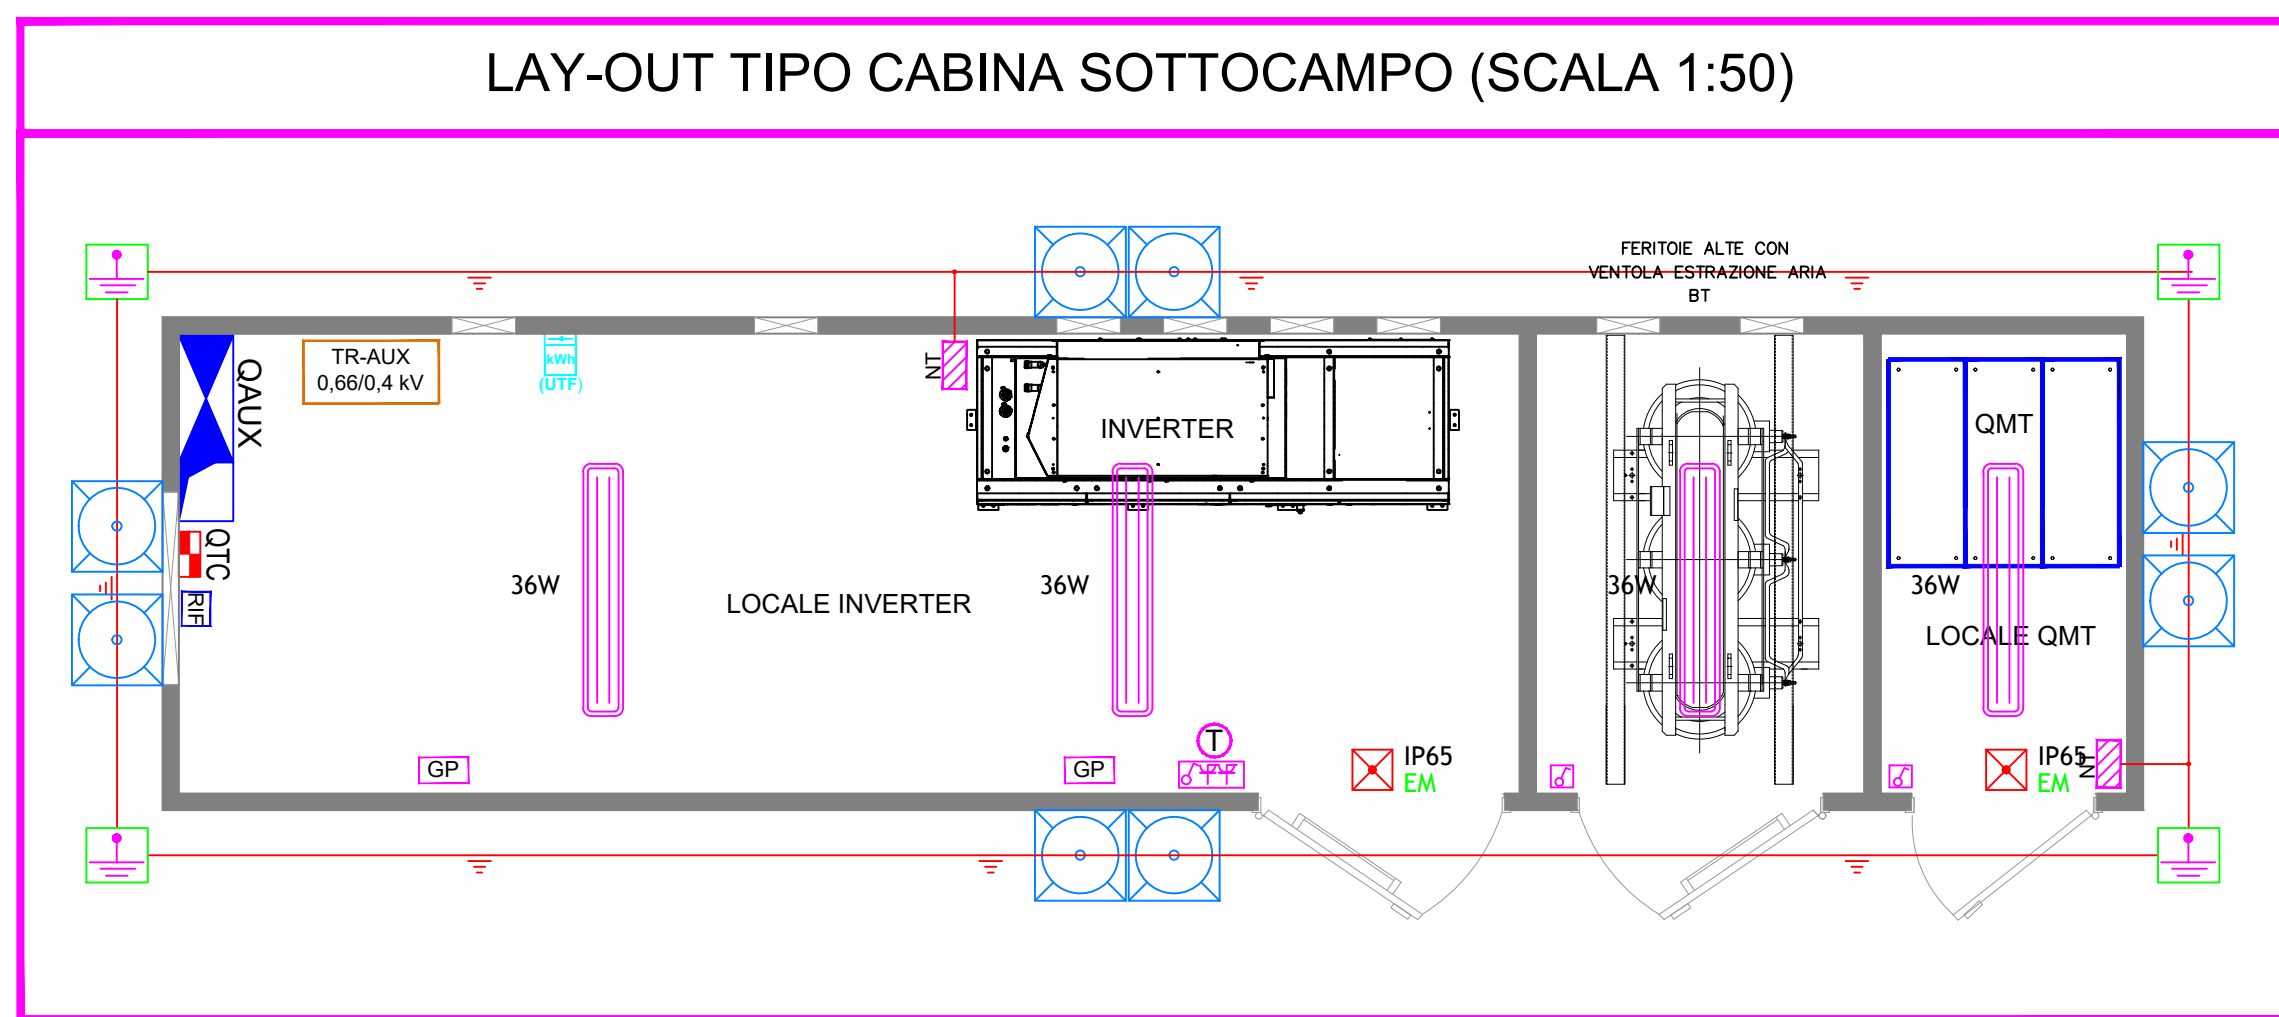 LAY-OUT TIPO CABINA SOTTOCAMPO (SCALA 1:50)
FERITOIE ALTE CON
VENTOLA ESTRAZIONE ARIA
BT
QAUX
TR-AUX
0,66/0,4 kV
kWh
(UTF)
NT
INVERTER
QMT
QTC
RIF
36W
LOCALE INVERTER
36W
36W
36W
LOCALE QMT
GP
GP
T
IP65
EM
IP65
EM
NT